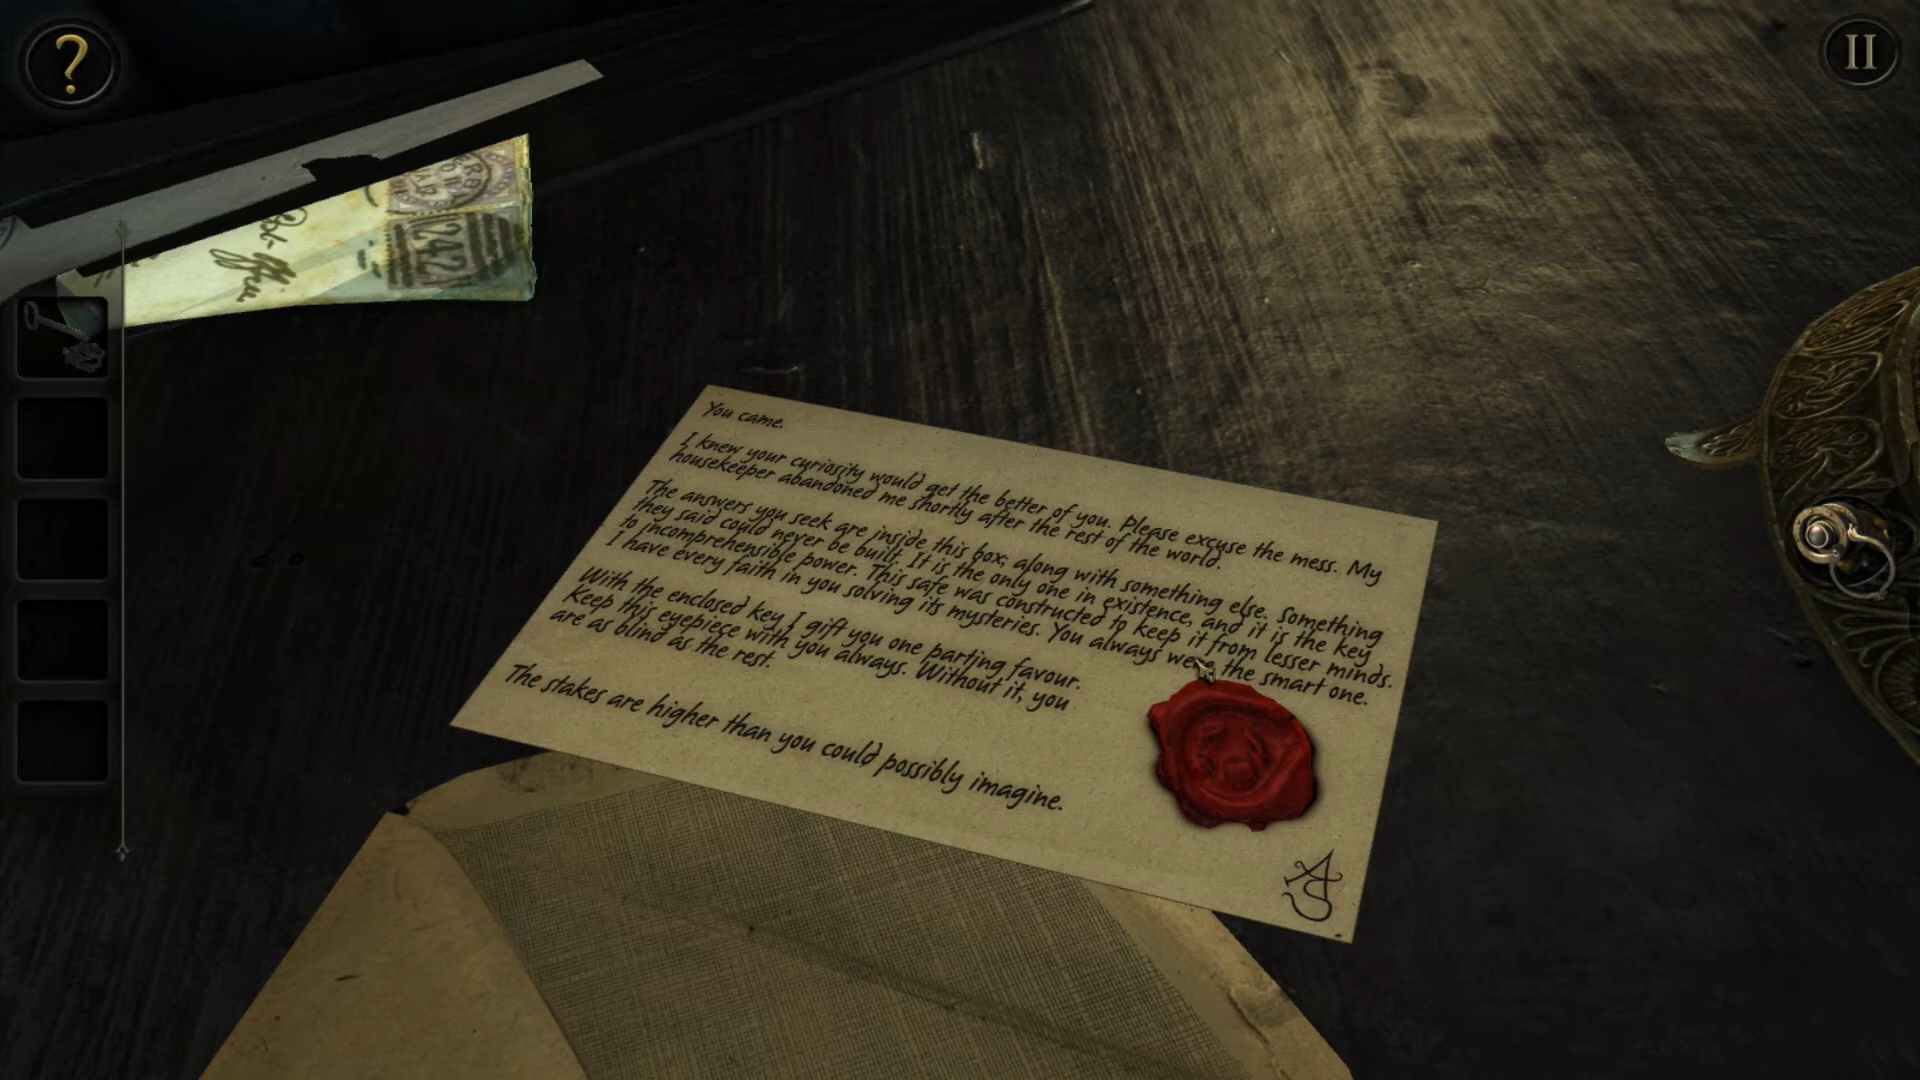 ?
II
242
You came.
I knew your curiosity would get the better of you. Please excuse the mess. My
housekeeper abandoned me shortly after the rest of the world.
The answers you seek are inside this box; along with something else. Something
they said could never be built. It is the only one in existence, and it is the key
to incomprehensible power. This safe was constructed to keep it from lesser minds.
I have every faith in you solving its mysteries. You always were the smart one.
With the enclosed key I gift you one parting favour.
Keep this eyepiece with you always. Without it, you
are as blind as the rest.
The stakes are higher than you could possibly imagine.
AS